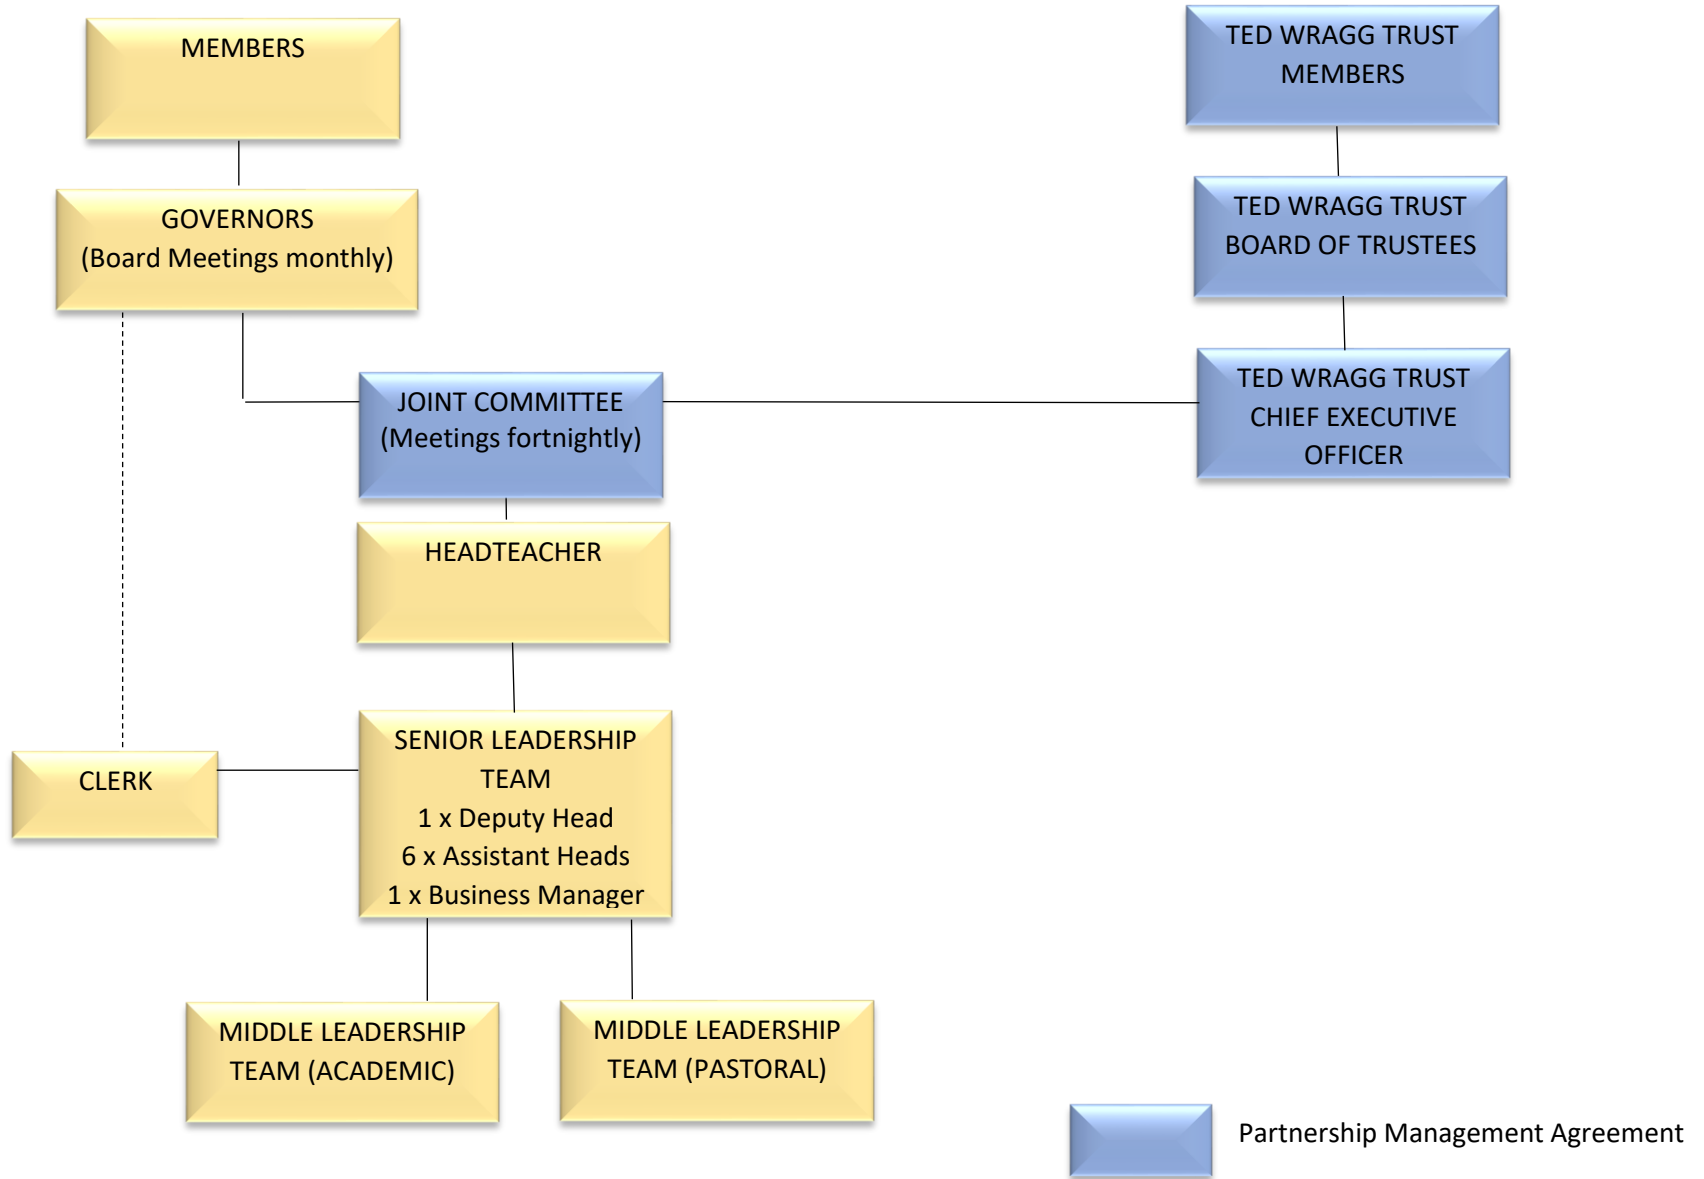 MEMBERS
TED WRAGG TRUST
MEMBERS
GOVERNORS
(Board Meetings monthly)
TED WRAGG TRUST
BOARD OF TRUSTEES
JOINT COMMITTEE
(Meetings fortnightly)
TED WRAGG TRUST
CHIEF EXECUTIVE
OFFICER
HEADTEACHER
CLERK
SENIOR LEADERSHIP
TEAM
1 x Deputy Head
6 x Assistant Heads
1 x Business Manager
MIDDLE LEADERSHIP
TEAM (ACADEMIC)
MIDDLE LEADERSHIP
TEAM (PASTORAL)
Partnership Management Agreement